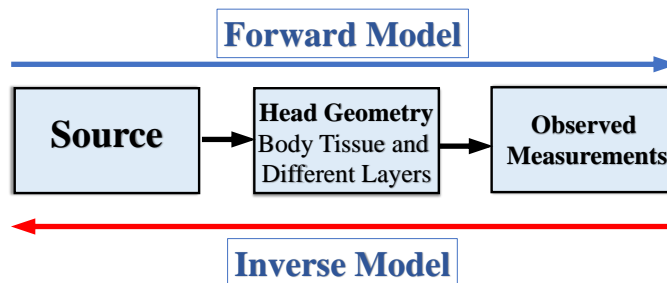 Forward Model
Source
Head Geometry
Body Tissue and
Different Layers
Observed
Measurements
Inverse Model